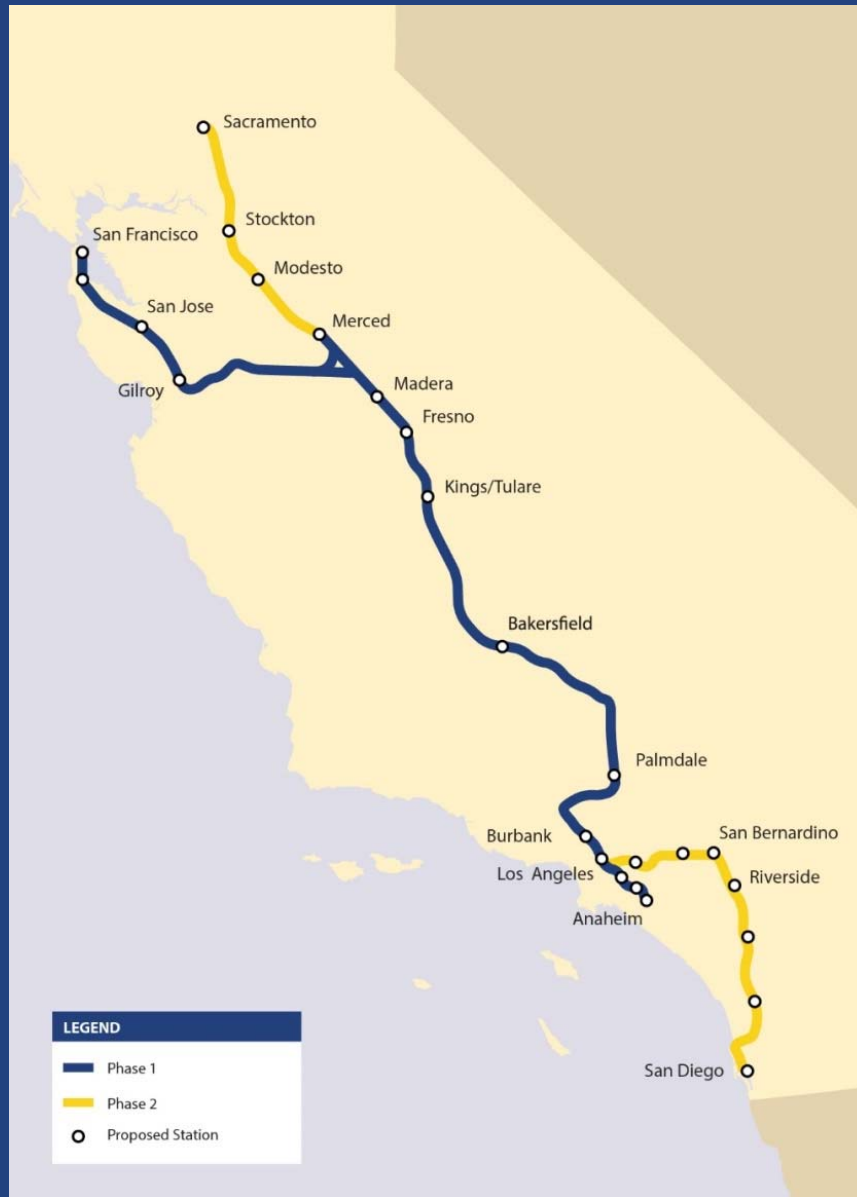 Sacramento
Stockton
San Francisco
Modesto
San Jose
Merced
Gilroy
Madera
Fresno
Kings/Tulare
Bakersfield
Palmdale
Burbank
San Bernardino
Los Angeles
Riverside
Anaheim
San Diego
LEGEND
Phase 1
Phase 2
Proposed Station